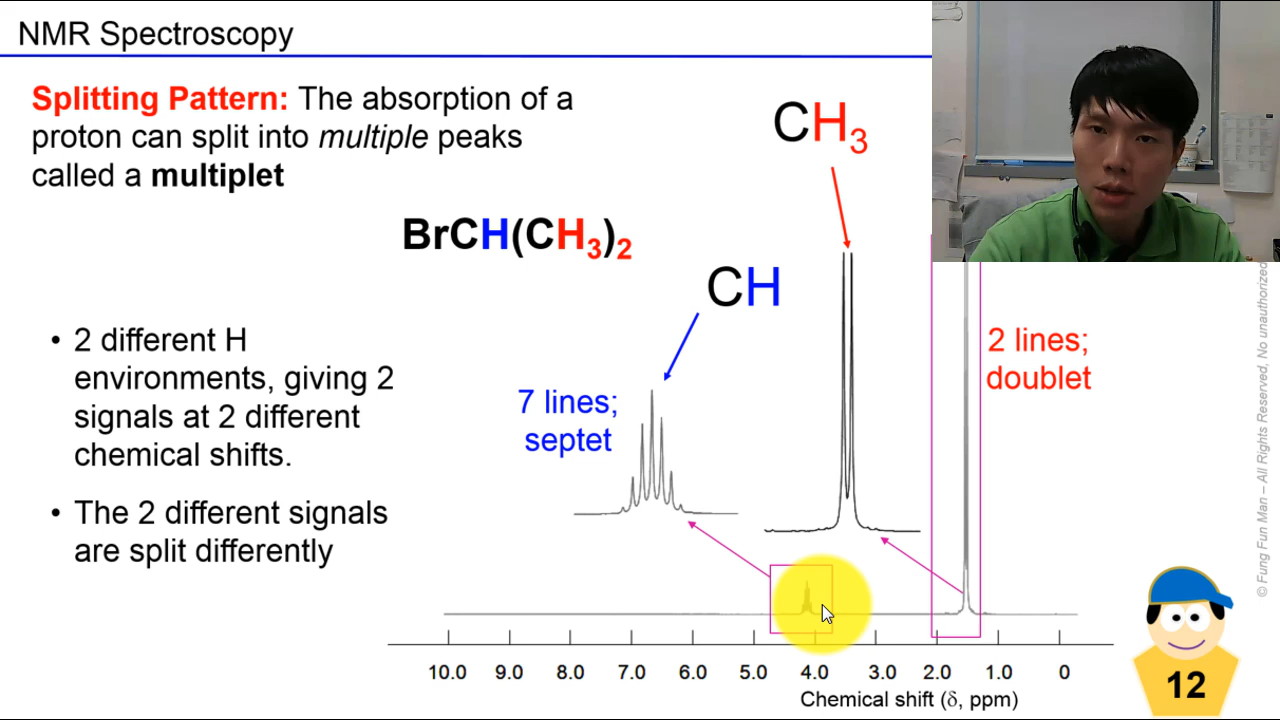 NMR Spectroscopy
Splitting Pattern: The absorption of a
proton can split into multiple peaks
called a multiplet
CH3
BrCH(CH3)2
CH
• 2 different H
environments, giving 2
signals at 2 different
chemical shifts.
• The 2 different signals
are split differently
7 lines;
septet
2 lines;
doublet
10.0 9.0 8.0 7.0 6.0 5.0 4.0 3.0 2.0 1.0 0
Chemical shift (δ, ppm)
© Fung Fun Man – All Rights Reserved, No unauthorized
12